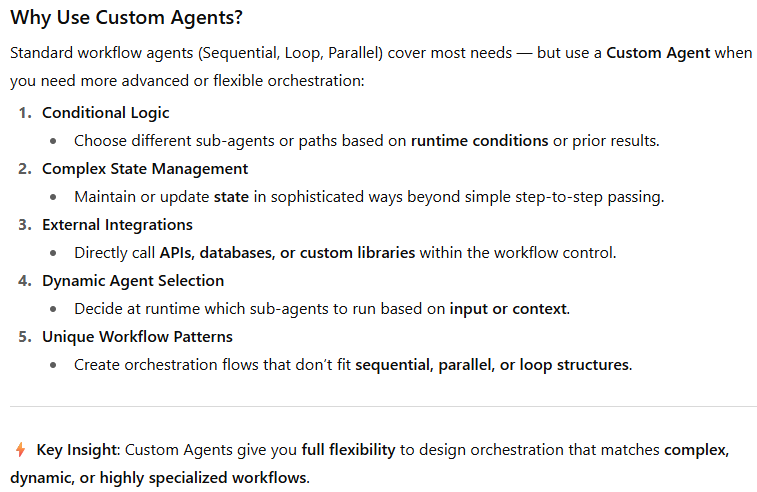 Why Use Custom Agents?
Standard workflow agents (Sequential, Loop, Parallel) cover most needs — but use a Custom Agent when
you need more advanced or flexible orchestration:
1. Conditional Logic
• Choose different sub-agents or paths based on runtime conditions or prior results.
2. Complex State Management
• Maintain or update state in sophisticated ways beyond simple step-to-step passing.
3. External Integrations
• Directly call APIs, databases, or custom libraries within the workflow control.
4. Dynamic Agent Selection
• Decide at runtime which sub-agents to run based on input or context.
5. Unique Workflow Patterns
• Create orchestration flows that don’t fit sequential, parallel, or loop structures.
⚡ Key Insight: Custom Agents give you full flexibility to design orchestration that matches complex,
dynamic, or highly specialized workflows.